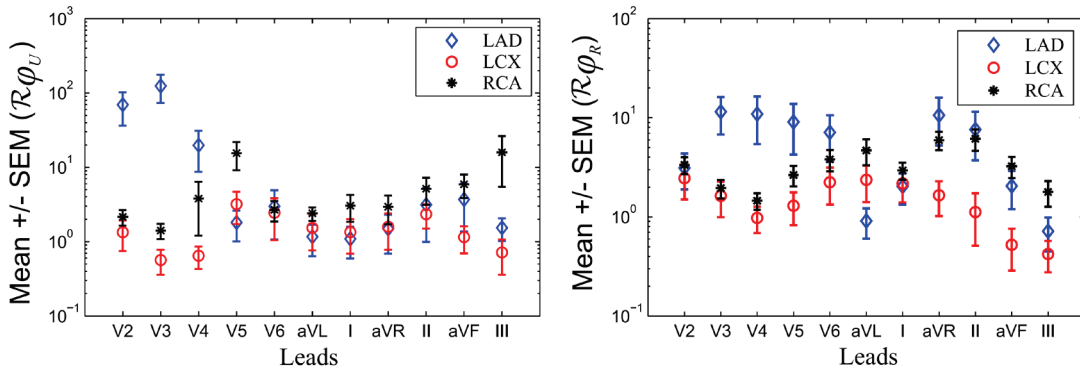 Mean +/- SEM (ℛφ_U)
10^3
10^2
10^1
10^0
10^−1
LAD
LCX
RCA
V2 V3 V4 V5 V6 aVL I aVR II aVF III
Leads
Mean +/- SEM (ℛφ_R)
10^2
10^1
10^0
10^−1
LAD
LCX
RCA
V2 V3 V4 V5 V6 aVL I aVR II aVF III
Leads